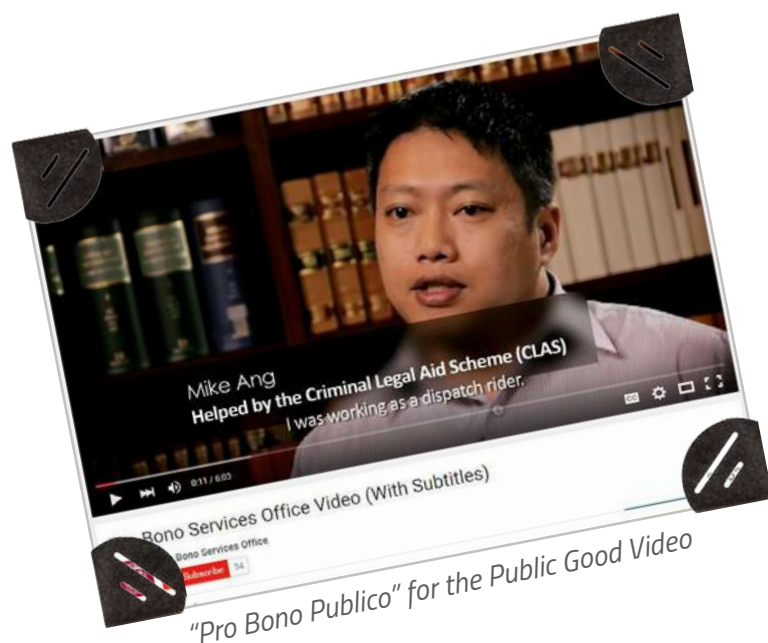 Mike Ang
Helped by the Criminal Legal Aid Scheme (CLAS)
I was working as a dispatch rider.
CC
0:11 / 6:03
Bono Services Office Video (With Subtitles)
Bono Services Office
Subscribe 54
“Pro Bono Publico” for the Public Good Video